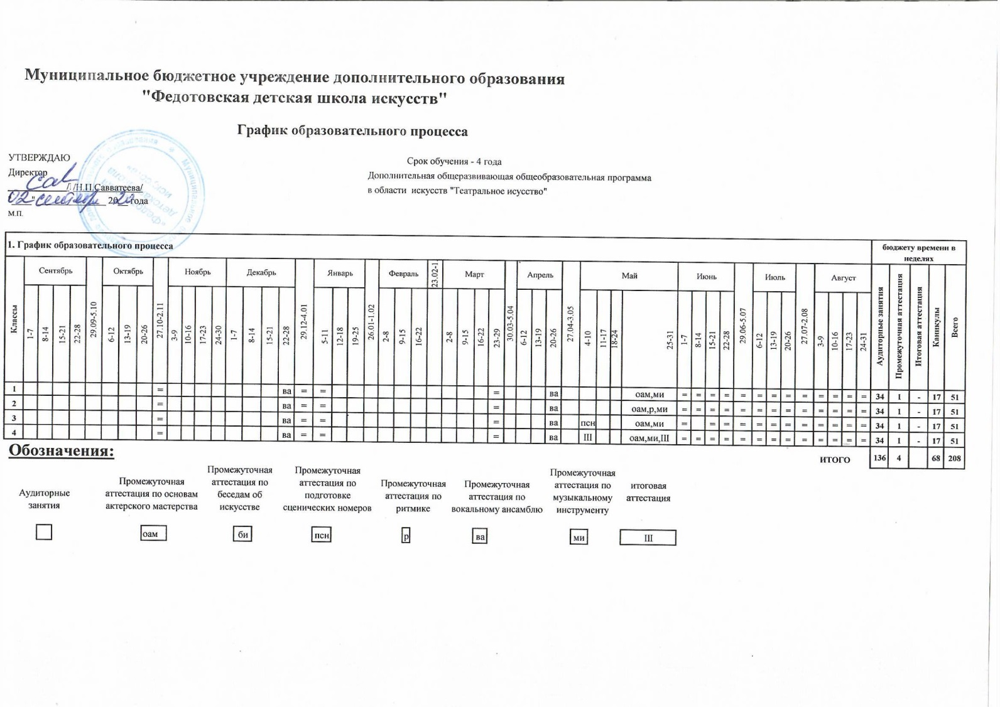 Муниципальное бюджетное учреждение дополнительного образования
"Федотовская детская школа искусств"
График образовательного процесса
УТВЕРЖДАЮ
Директор
/ /Н.П.Савватеева/
02 " сентября 2020 года
м.п.
Срок обучения - 4 года
Дополнительная общеразвивающая общеобразовательная программа
в области искусств "Театральное исусство"
1. График образовательного процесса
бюджету времени в
неделях
Классы Сентябрь 29.09-5.10 Октябрь 27.10-2.11 Ноябрь Декабрь 29.12-4.01 Январь 26.01-1.02 Февраль 23.02-1 Март 30.03-5.04 Апрель 27.04-3.05 Май Июнь 29.06-5.07 Июль 27.07-2.08 Август Аудиторные занятия Промежуточная аттестация Итоговая аттестация Каникулы Всего
1-7 8-14 15-21 22-28 6-12 13-19 20-26 3-9 10-16 17-23 24-30 1-7 8-14 15-21 22-28 5-11 12-18 19-25 2-8 9-15 16-22 2-8 9-15 16-22 23-29 6-12 13-19 20-26 4-10 11-17 18-24 25-31 1-7 8-14 15-21 22-28 6-12 13-19 20-26 3-9 10-16 17-23 24-31
1 = ва = = = ва оам,ми = = = = = = = = = = = = = = 34 1 - 17 51
2 = ва = = = ва оам,р,ми = = = = = = = = = = = = = = 34 1 - 17 51
3 = ва = = = ва псн оам,ми = = = = = = = = = = = = = 34 1 - 17 51
4 = ва = = = ва III оам,ми,III = = = = = = = = = = = = = = 34 1 - 17 51
ИТОГО 136 4 68 208
Обозначения:
Аудиторные
занятия
Промежуточная
аттестация по основам
актерского мастерства
оам
Промежуточная
аттестация по
беседам об
искусстве
би
Промежуточная
аттестация по
подготовке
сценических номеров
псн
Промежуточная
аттестация по
ритмике
р
Промежуточная
аттестация по
вокальному ансамблю
ва
Промежуточная
аттестация по
музыкальному
инструменту
ми
итоговая
аттестация
III